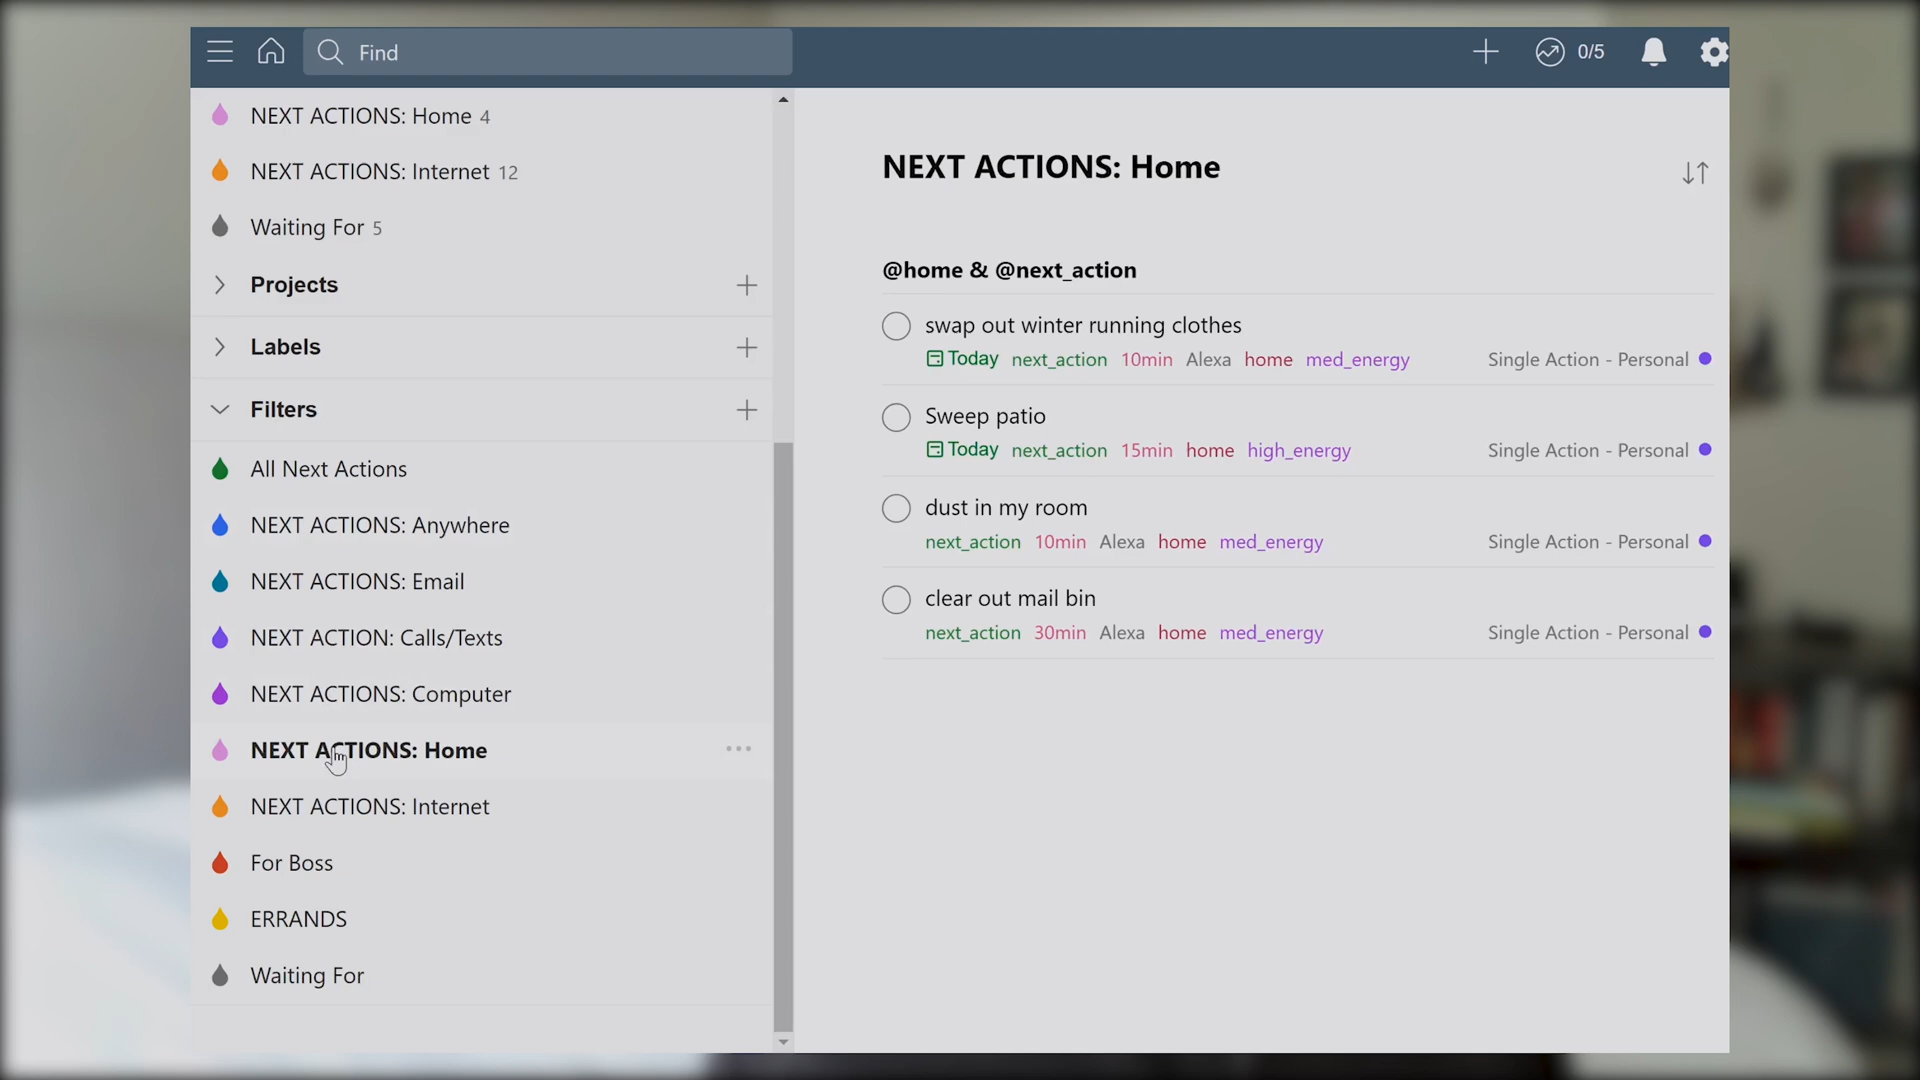 Find
0/5
NEXT ACTIONS: Home 4
NEXT ACTIONS: Internet 12
Waiting For 5
Projects
Labels
Filters
All Next Actions
NEXT ACTIONS: Anywhere
NEXT ACTIONS: Email
NEXT ACTION: Calls/Texts
NEXT ACTIONS: Computer
NEXT ACTIONS: Home
NEXT ACTIONS: Internet
For Boss
ERRANDS
Waiting For
NEXT ACTIONS: Home
@home & @next_action
swap out winter running clothes
Today next_action 10min Alexa home med_energy Single Action - Personal
Sweep patio
Today next_action 15min home high_energy Single Action - Personal
dust in my room
next_action 10min Alexa home med_energy Single Action - Personal
clear out mail bin
next_action 30min Alexa home med_energy Single Action - Personal